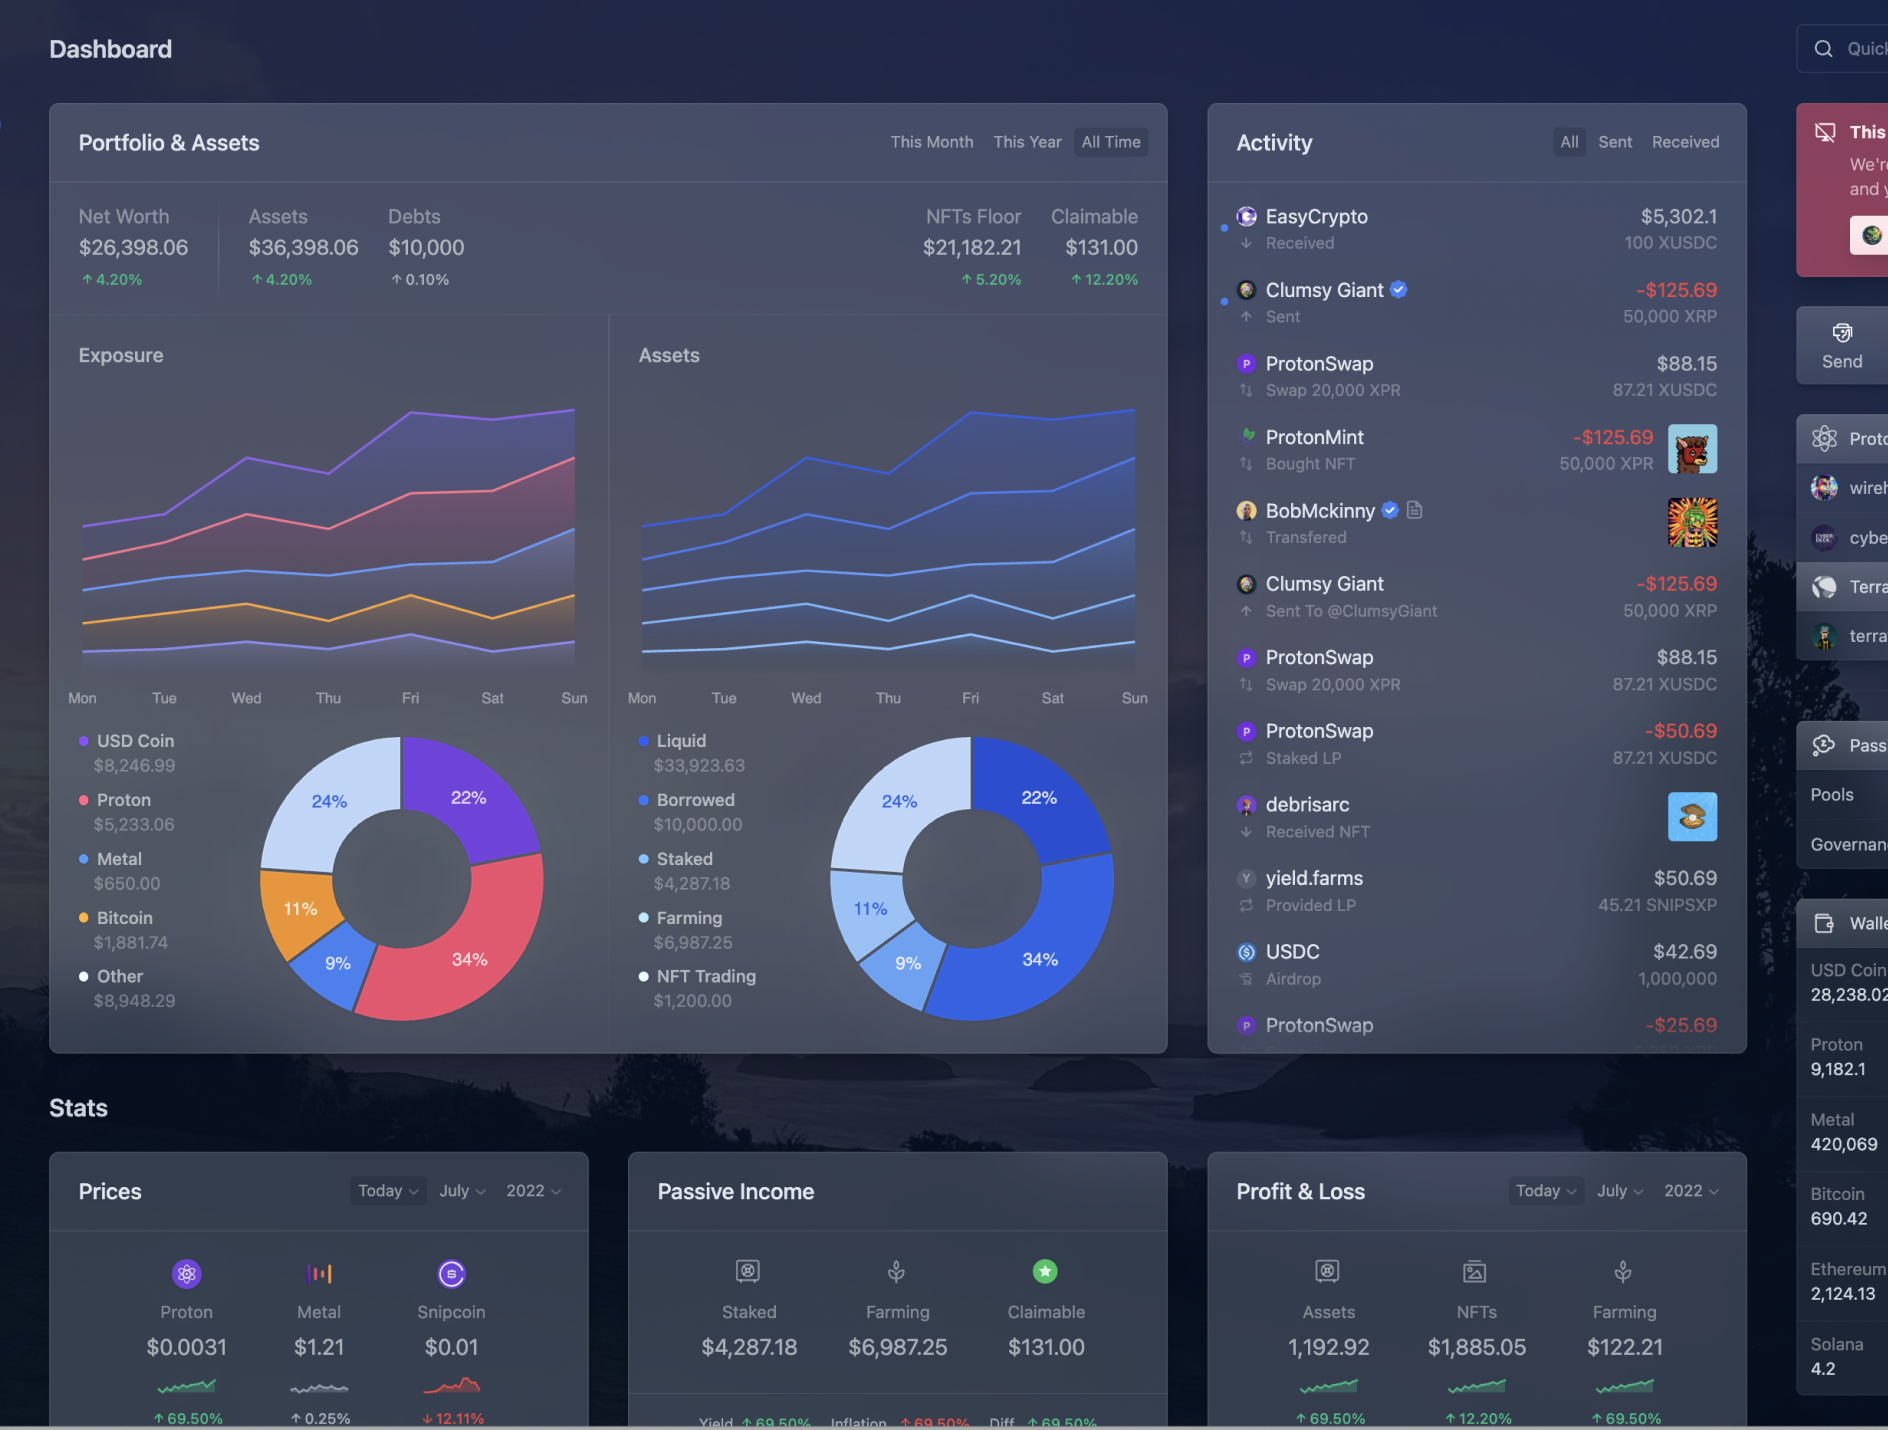 Dashboard
Portfolio & Assets
This Month This Year All Time
Net Worth
$26,398.06
↑ 4.20%
Assets
$36,398.06
↑ 4.20%
Debts
$10,000
↑ 0.10%
NFTs Floor
$21,182.21
↑ 5.20%
Claimable
$131.00
↑ 12.20%
Exposure
Mon Tue Wed Thu Fri Sat Sun
USD Coin
$8,246.99
Proton
$5,233.06
Metal
$650.00
Bitcoin
$1,881.74
Other
$8,948.29
24%
22%
11%
9%
34%
Assets
Mon Tue Wed Thu Fri Sat Sun
Liquid
$33,923.63
Borrowed
$10,000.00
Staked
$4,287.18
Farming
$6,987.25
NFT Trading
$1,200.00
24%
22%
11%
9%
34%
Activity
All Sent Received
EasyCrypto $5,302.1
Received 100 XUSDC
Clumsy Giant -$125.69
Sent 50,000 XRP
P ProtonSwap $88.15
Swap 20,000 XPR 87.21 XUSDC
ProtonMint -$125.69
Bought NFT 50,000 XPR
BobMckinny
Transfered
Clumsy Giant -$125.69
Sent To @ClumsyGiant 50,000 XRP
P ProtonSwap $88.15
Swap 20,000 XPR 87.21 XUSDC
P ProtonSwap -$50.69
Staked LP 87.21 XUSDC
debrisarc
Received NFT
Y yield.farms $50.69
Provided LP 45.21 SNIPSXP
USDC $42.69
Airdrop 1,000,000
P ProtonSwap -$25.69
Quick
This
We're
and y
Send
Proto
wireh
CYBER
cybe
Terra
terra
Pass
Pools
Governan
Walle
USD Coin
28,238.02
Proton
9,182.1
Metal
420,069
Bitcoin
690.42
Ethereum
2,124.13
Solana
4.2
Stats
Prices
Today July 2022
Proton
$0.0031
↑ 69.50%
Metal
$1.21
↑ 0.25%
Snipcoin
$0.01
↓ 12.11%
Passive Income
Staked
$4,287.18
Farming
$6,987.25
Claimable
$131.00
Yield ↑ 69.50% Inflation ↑ 69.50% Diff ↑ 69.50%
Profit & Loss
Today July 2022
Assets
1,192.92
↑ 69.50%
NFTs
$1,885.05
↑ 12.20%
Farming
$122.21
↑ 69.50%